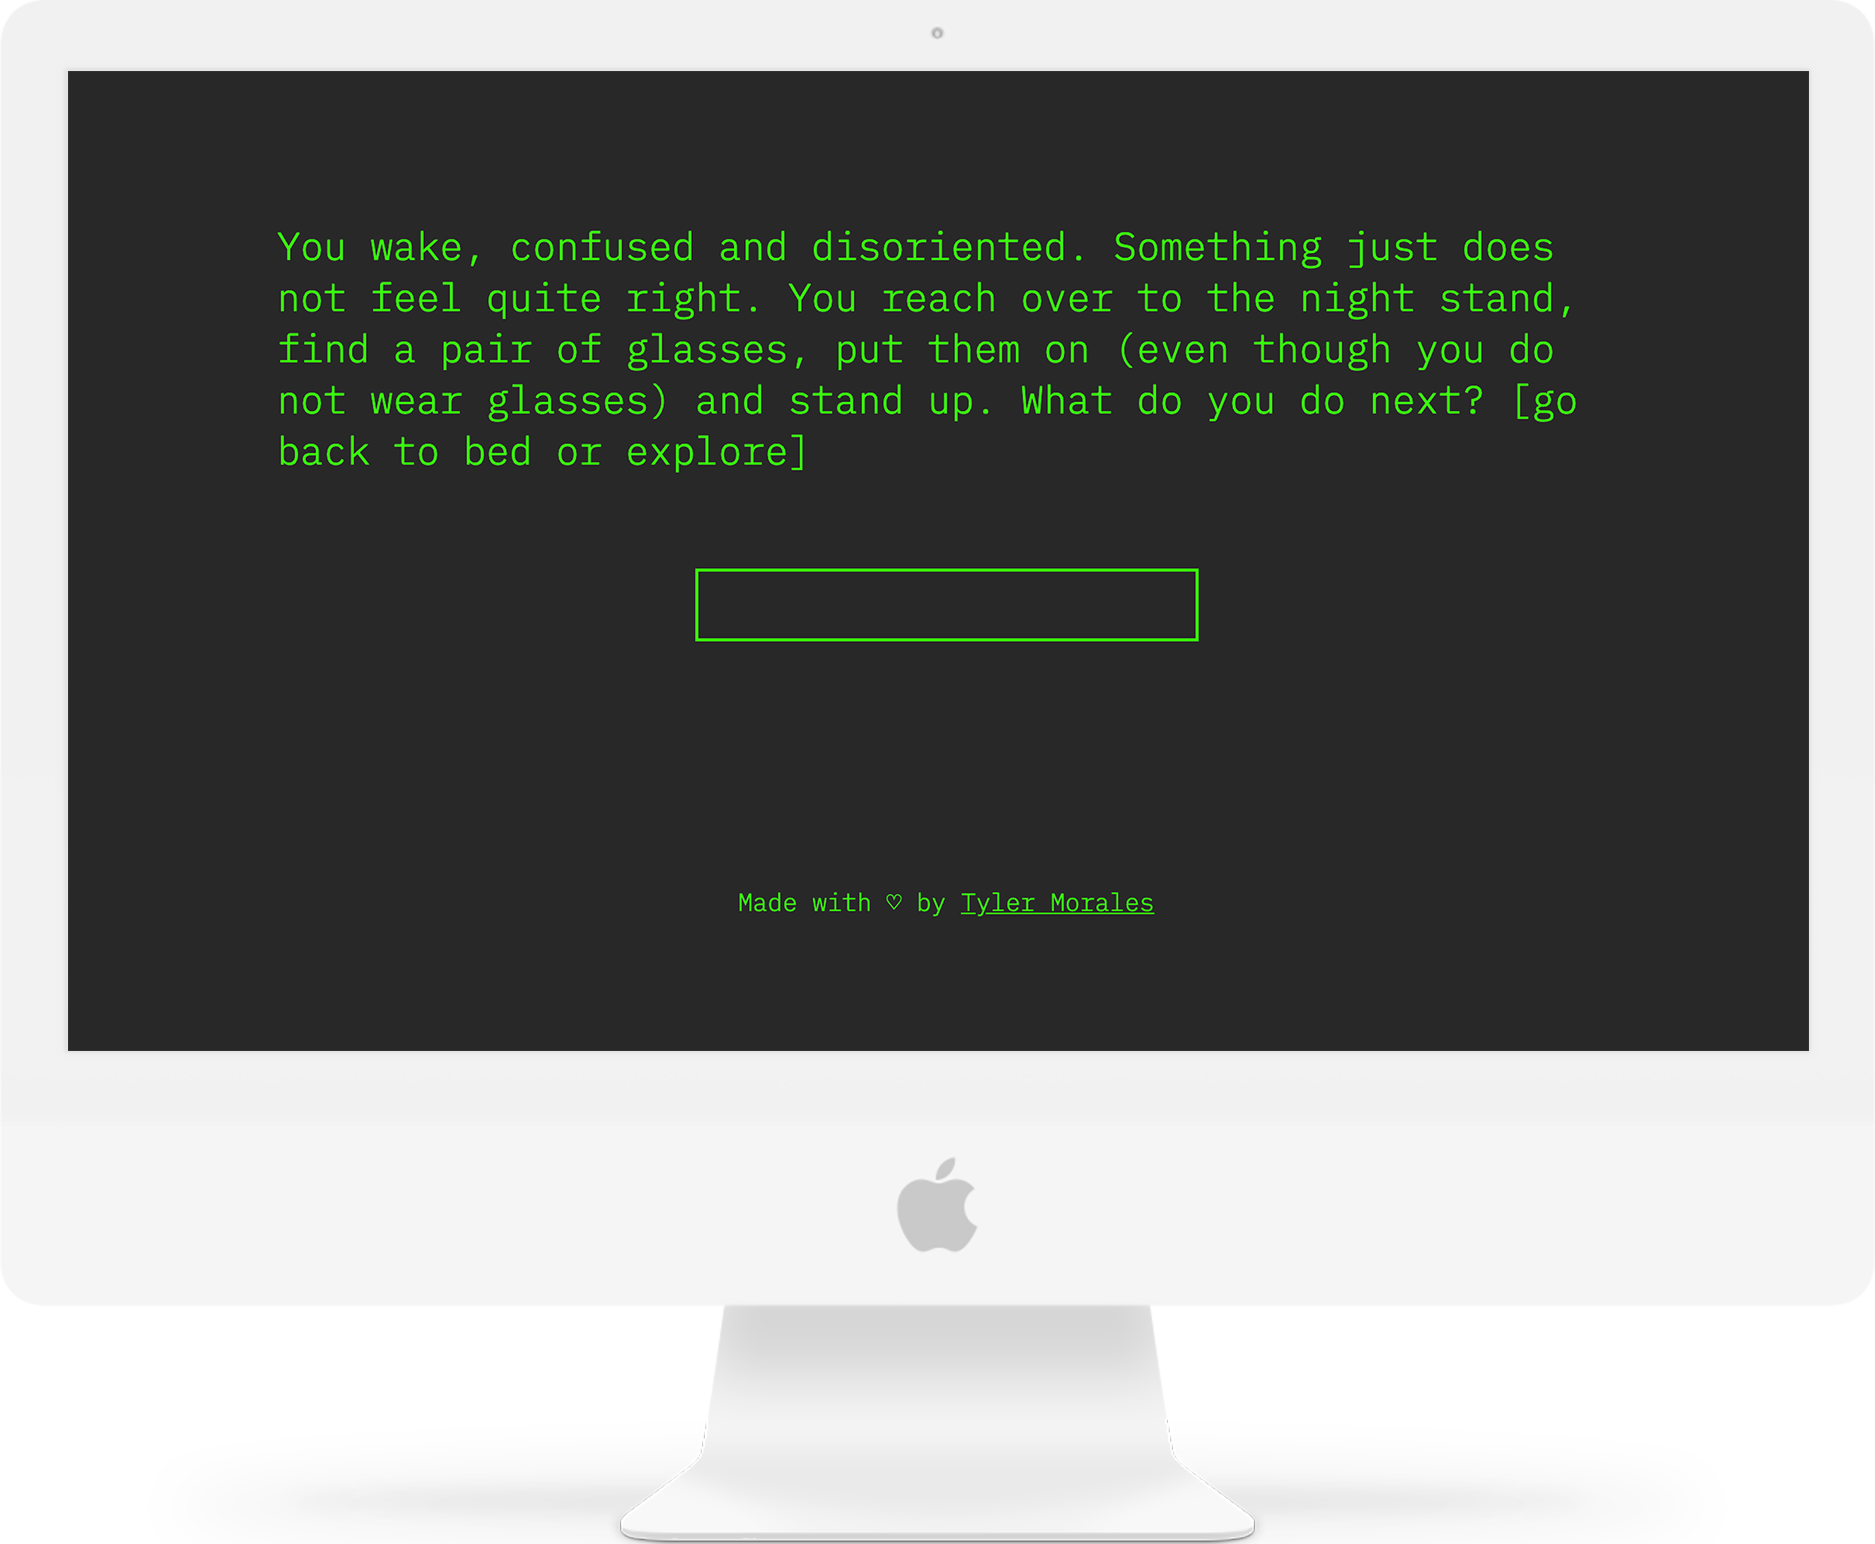 You wake, confused and disoriented. Something just does
not feel quite right. You reach over to the night stand,
find a pair of glasses, put them on (even though you do
not wear glasses) and stand up. What do you do next? [go
back to bed or explore]
Made with ♡ by Tyler Morales